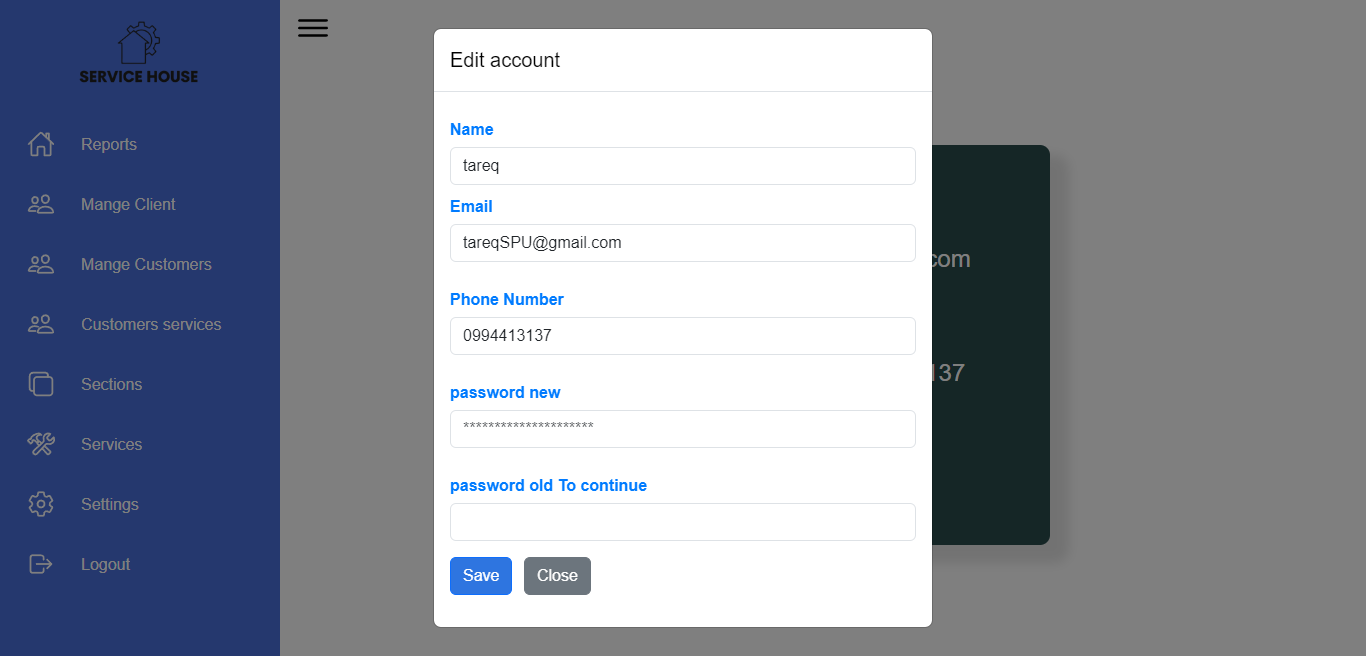 SERVICE HOUSE
Reports
Mange Client
Mange Customers
Customers services
Sections
Services
Settings
Logout
Edit account
Name
tareq
Email
tareqSPU@gmail.com
Phone Number
0994413137
password new
*********************
password old To continue
Save
Close
com
137